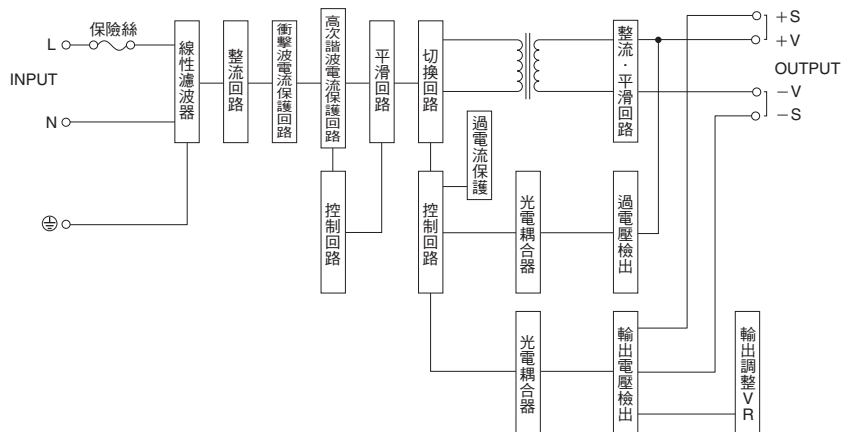 保險絲
L
INPUT
N
線性濾波器
整流回路
衝擊波電流保護回路
高次諧波電流保護回路
平滑回路
切換回路
整流・平滑回路
+S
+V
OUTPUT
−V
−S
過電流保護
控制回路
控制回路
光電耦合器
過電壓檢出
光電耦合器
輸出電壓檢出
輸出調整VR